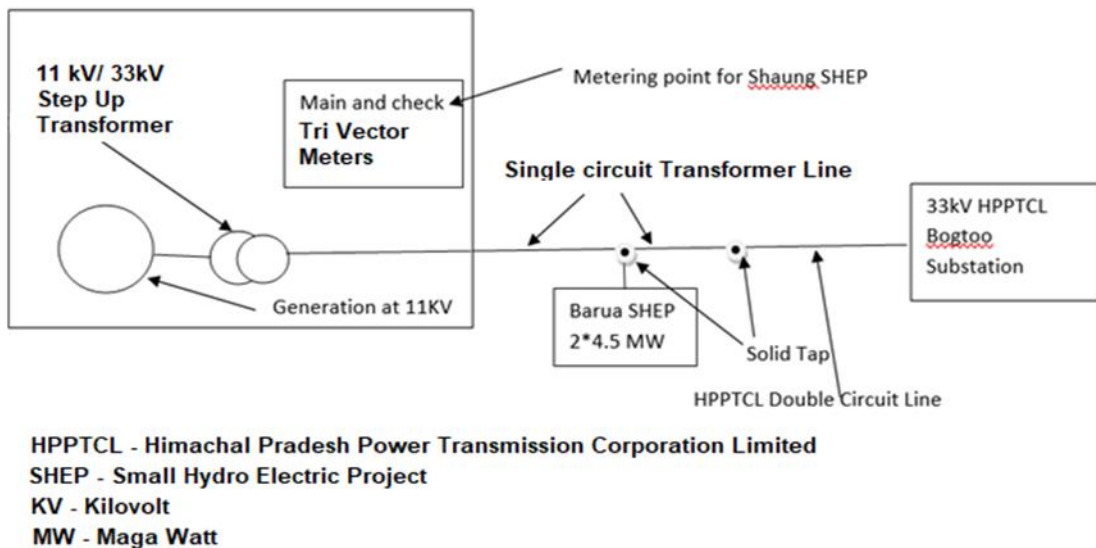 11 kV/ 33kV
Step Up
Transformer
Main and check
Tri Vector
Meters
Metering point for Shaung SHEP
Single circuit Transformer Line
33kV HPPTCL
Bogtoo
Substation
Generation at 11KV
Barua SHEP
2*4.5 MW
Solid Tap
HPPTCL Double Circuit Line
HPPTCL - Himachal Pradesh Power Transmission Corporation Limited
SHEP - Small Hydro Electric Project
KV - Kilovolt
MW - Maga Watt